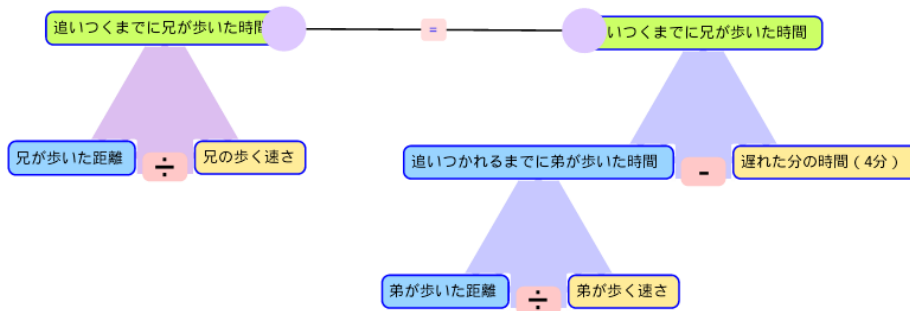 追いつくまでに兄が歩いた時間
=
いつくまでに兄が歩いた時間
兄が歩いた距離
÷
兄の歩く速さ
追いつかれるまでに弟が歩いた時間
-
遅れた分の時間(4分)
弟が歩いた距離
÷
弟が歩く速さ